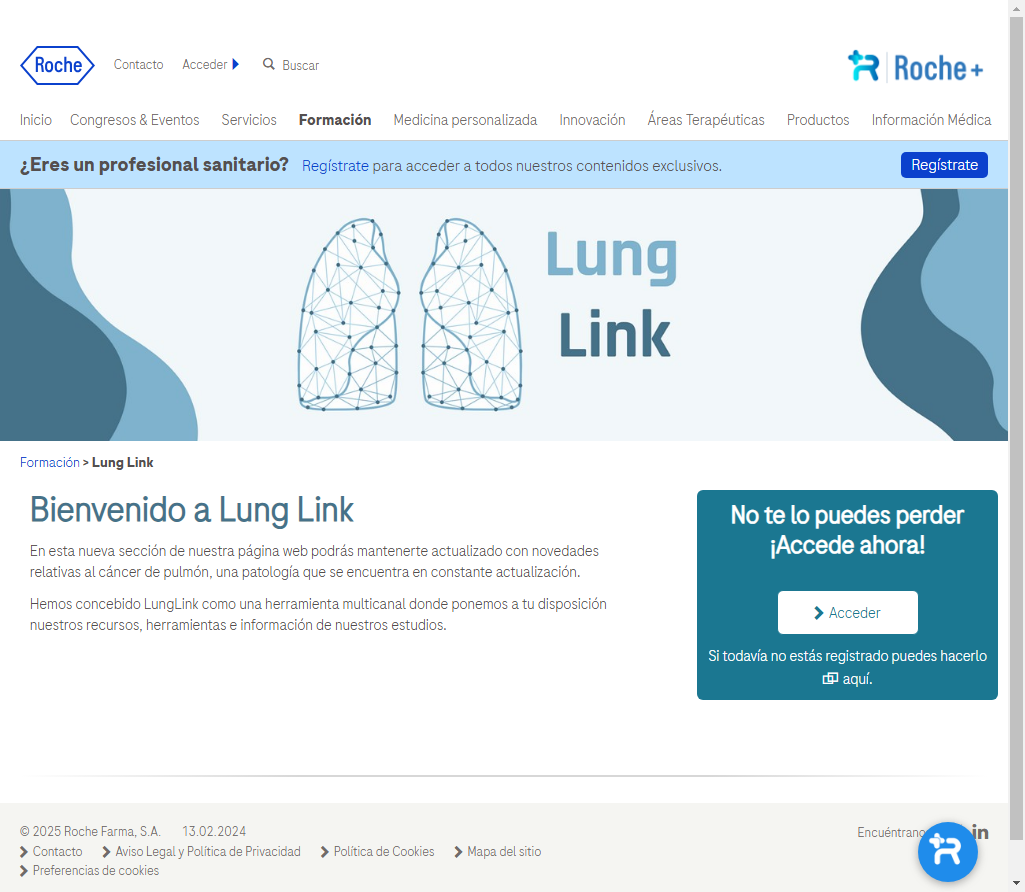 Roche
Contacto
Acceder
Buscar
Roche+
Inicio
Congresos & Eventos
Servicios
Formación
Medicina personalizada
Innovación
Áreas Terapéuticas
Productos
Información Médica
¿Eres un profesional sanitario?
Regístrate para acceder a todos nuestros contenidos exclusivos.
Regístrate
Lung
Link
Formación > Lung Link
Bienvenido a Lung Link
En esta nueva sección de nuestra página web podrás mantenerte actualizado con novedades
relativas al cáncer de pulmón, una patología que se encuentra en constante actualización.
Hemos concebido LungLink como una herramienta multicanal donde ponemos a tu disposición
nuestros recursos, herramientas e información de nuestros estudios.
No te lo puedes perder
¡Accede ahora!
Acceder
Si todavía no estás registrado puedes hacerlo
aquí.
© 2025 Roche Farma, S.A.
13.02.2024
Encuéntrano
in
Contacto
Aviso Legal y Politica de Privacidad
Política de Cookies
Mapa del sitio
Preferencias de cookies